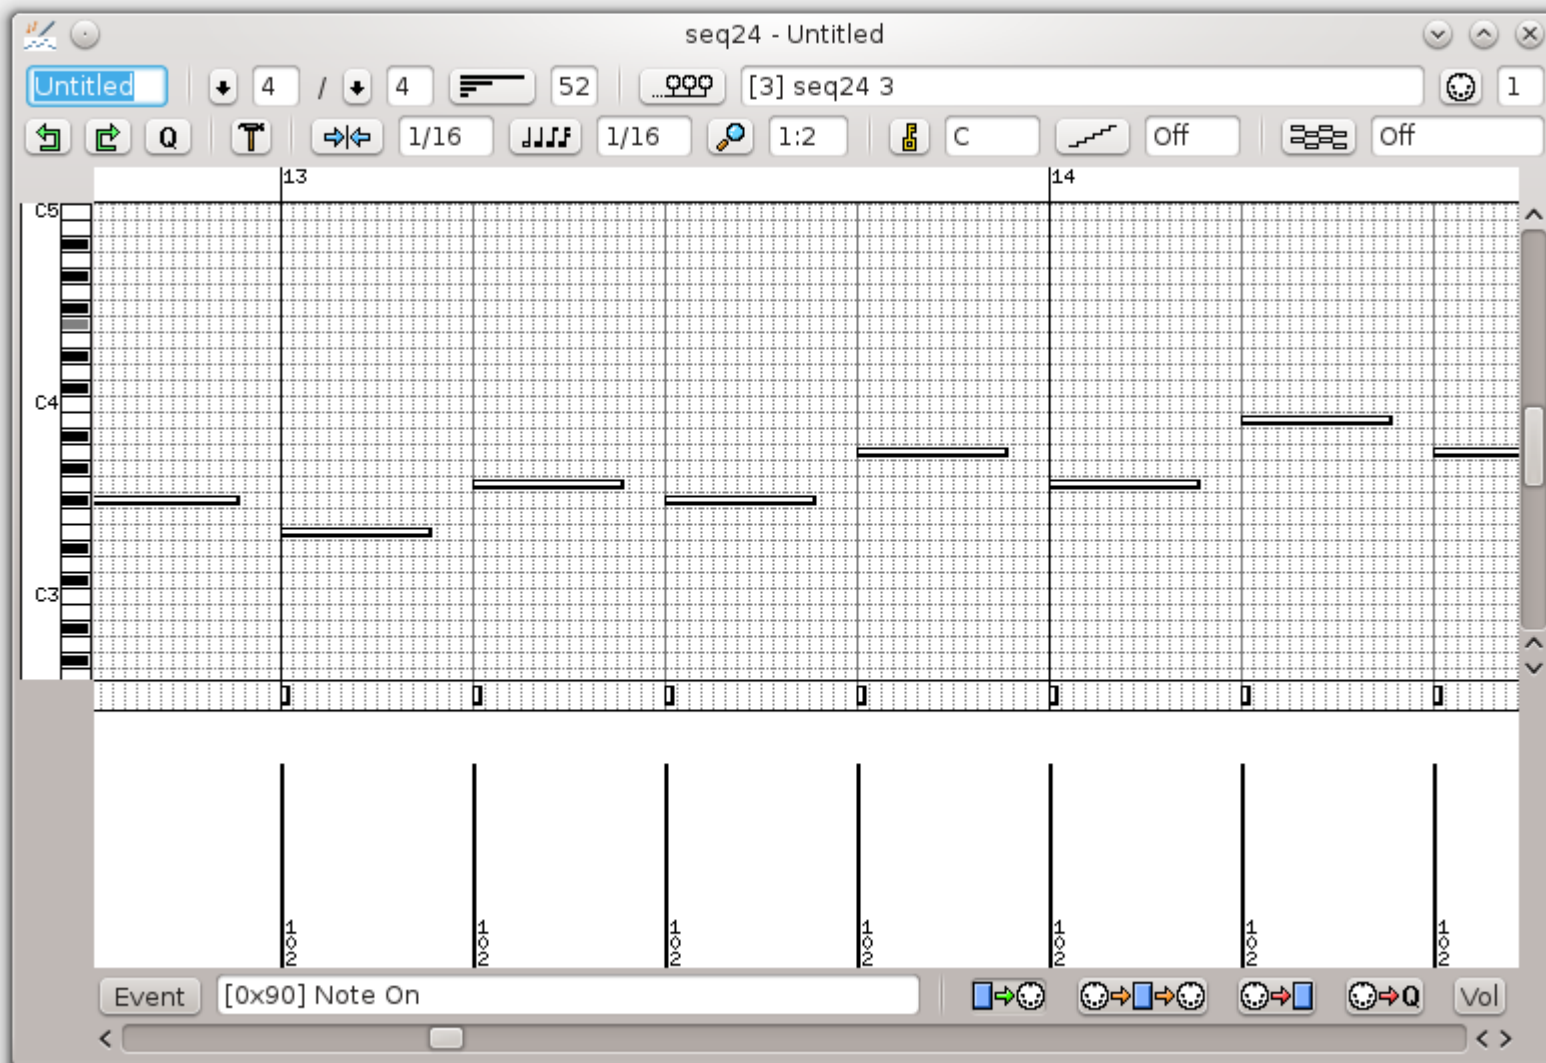 seq24 - Untitled
Untitled 4 / 4 52 [3] seq24 3 1
Q 1/16 1/16 1:2 C Off Off
13 14
C5
C4
C3
102 102 102 102 102 102 102
Event [0x90] Note On Q Vol